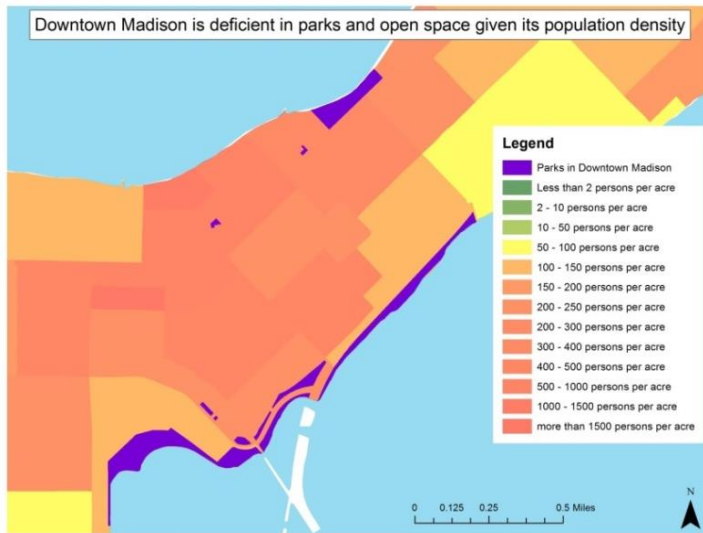 Downtown Madison is deficient in parks and open space given its population density
Legend
Parks in Downtown Madison
Less than 2 persons per acre
2 - 10 persons per acre
10 - 50 persons per acre
50 - 100 persons per acre
100 - 150 persons per acre
150 - 200 persons per acre
200 - 250 persons per acre
200 - 300 persons per acre
300 - 400 persons per acre
400 - 500 persons per acre
500 - 1000 persons per acre
1000 - 1500 persons per acre
more than 1500 persons per acre
N
0 0.125 0.25 0.5 Miles